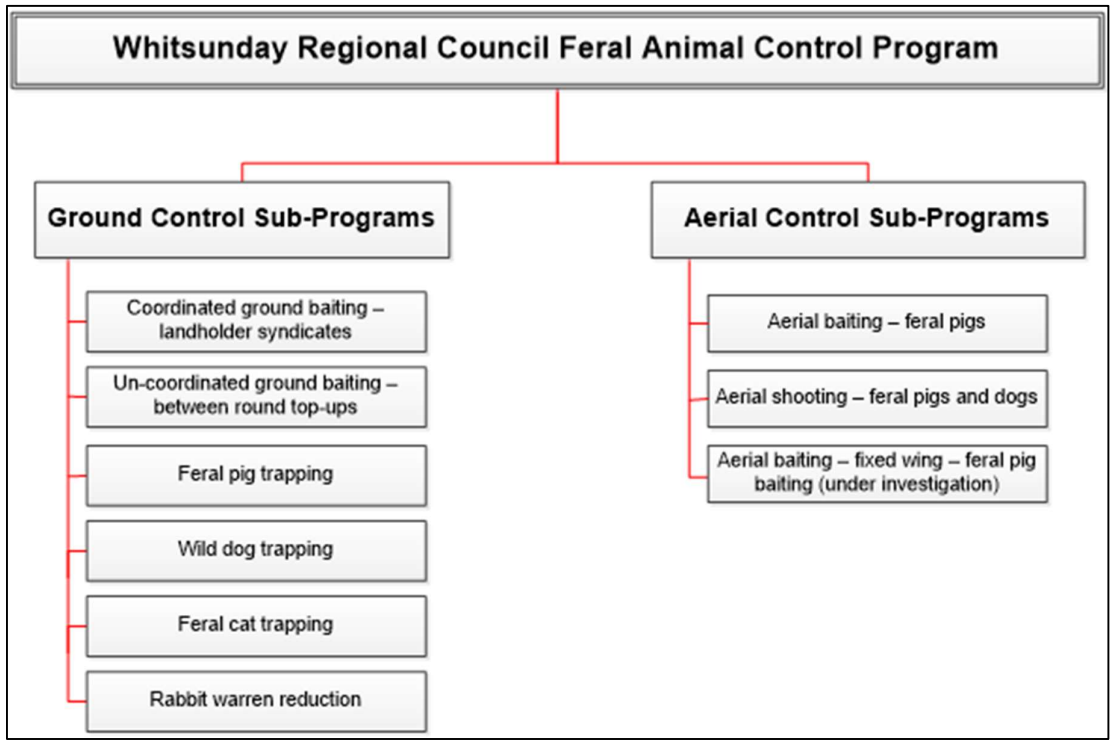 Whitsunday Regional Council Feral Animal Control Program
Ground Control Sub-Programs
Coordinated ground baiting –
landholder syndicates
Un-coordinated ground baiting –
between round top-ups
Feral pig trapping
Wild dog trapping
Feral cat trapping
Rabbit warren reduction
Aerial Control Sub-Programs
Aerial baiting – feral pigs
Aerial shooting – feral pigs and dogs
Aerial baiting – fixed wing – feral pig
baiting (under investigation)